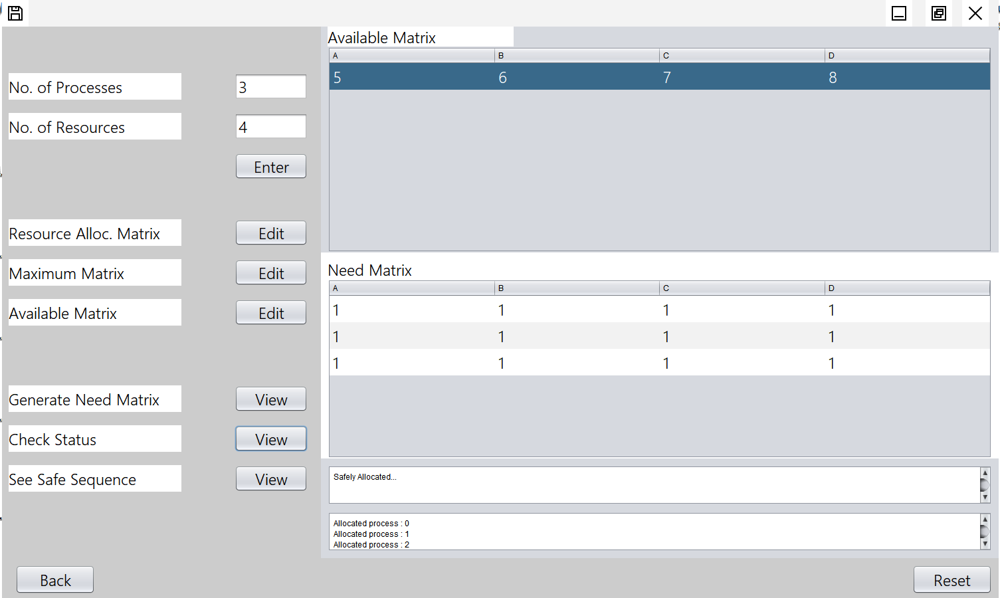 Available Matrix
A B C D
5 6 7 8
No. of Processes 3
No. of Resources 4
Enter
Resource Alloc. Matrix Edit
Maximum Matrix Edit
Available Matrix Edit
Generate Need Matrix View
Check Status View
See Safe Sequence View
Need Matrix
A B C D
1 1 1 1
1 1 1 1
1 1 1 1
Safely Allocated...
Allocated process : 0
Allocated process : 1
Allocated process : 2
Back Reset